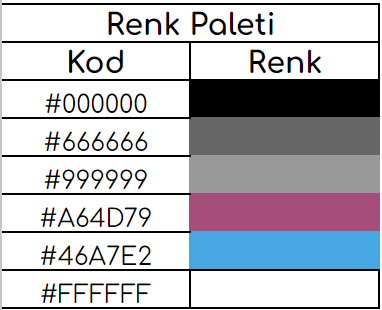 Renk Paleti
Kod Renk
#000000
#666666
#999999
#A64D79
#46A7E2
#FFFFFF